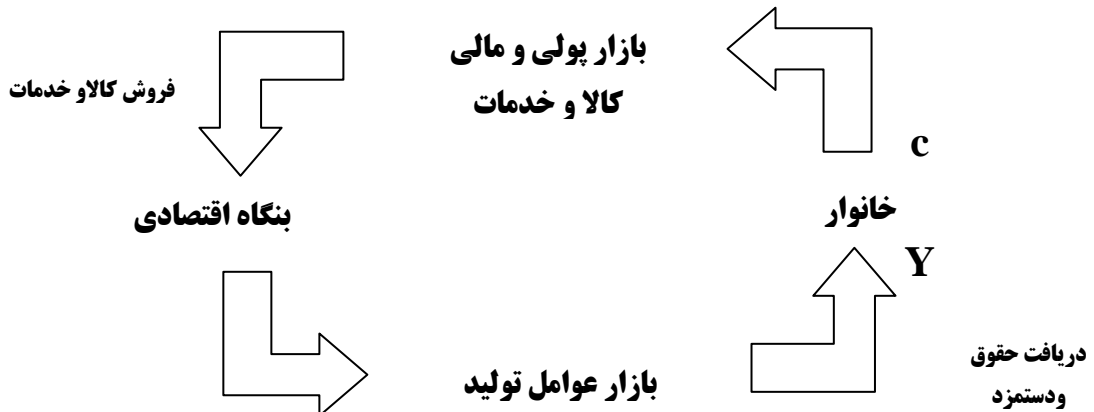 بازار پولی و مالی
کالا و خدمات
فروش کالاو خدمات
c
خانوار
بنگاه اقتصادی
Y
دریافت حقوق
ودستمزد
بازار عوامل تولید